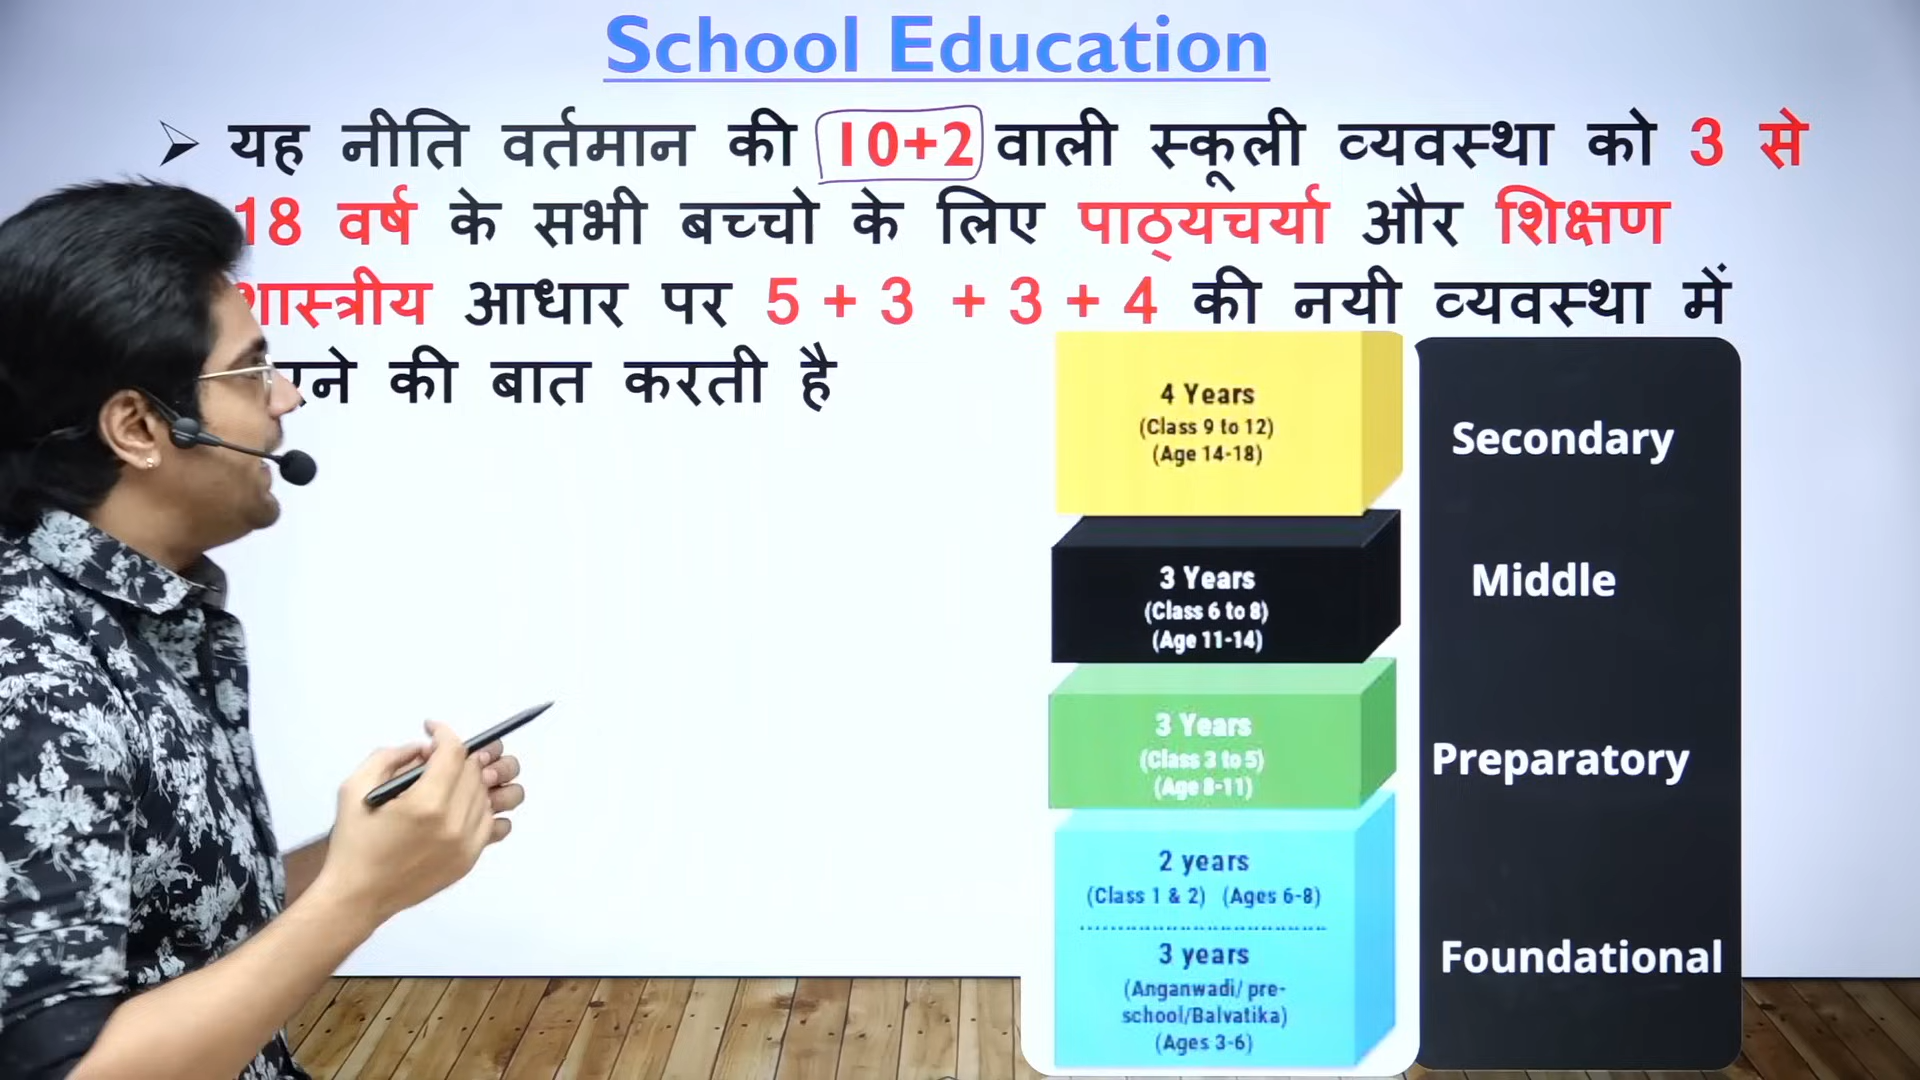 School Education
➢ यह नीति वर्तमान की 10+2 वाली स्कूली व्यवस्था को 3 से
18 वर्ष के सभी बच्चो के लिए पाठ्यचर्या और शिक्षण
शास्त्रीय आधार पर 5 + 3 + 3 + 4 की नयी व्यवस्था में
की बात करती है
4 Years
(Class 9 to 12)
(Age 14-18)
Secondary
3 Years
(Class 6 to 8)
(Age 11-14)
Middle
3 Years
(Class 3 to 5)
(Age 8-11)
Preparatory
2 years
(Class 1 & 2) (Ages 6-8)
3 years
(Anganwadi/ pre-
school/Balvatika)
(Ages 3-6)
Foundational